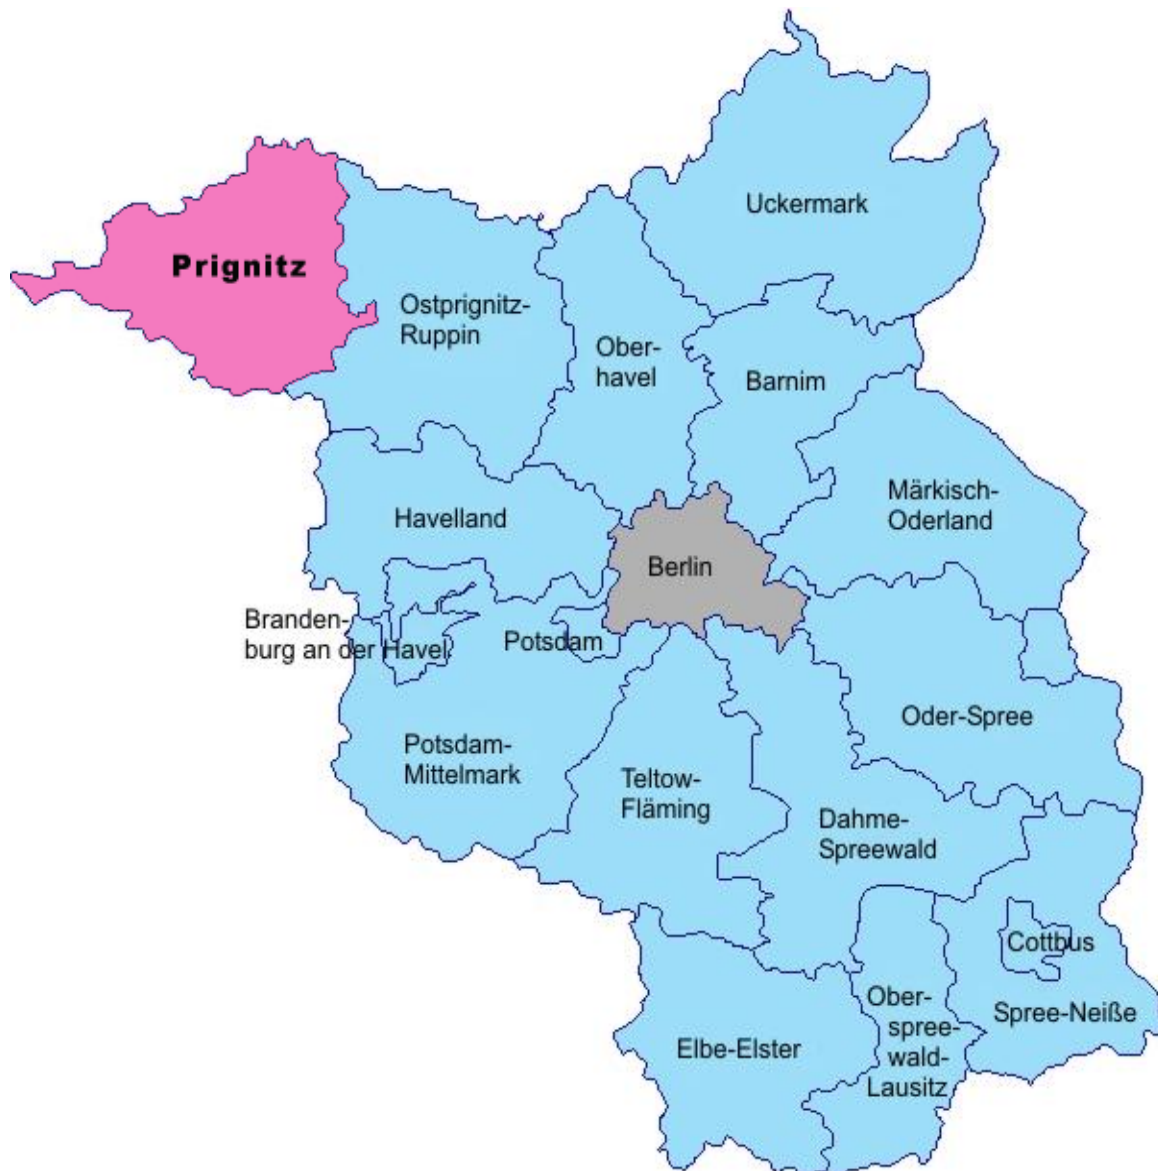 Uckermark
Prignitz
Ostprignitz-
Ruppin
Ober-
havel
Barnim
Märkisch-
Oderland
Havelland
Berlin
Branden-
burg an der Havel
Potsdam
Oder-Spree
Potsdam-
Mittelmark
Teltow-
Fläming
Dahme-
Spreewald
Cottbus
Ober-
spree-
wald-
Lausitz
Spree-Neiße
Elbe-Elster